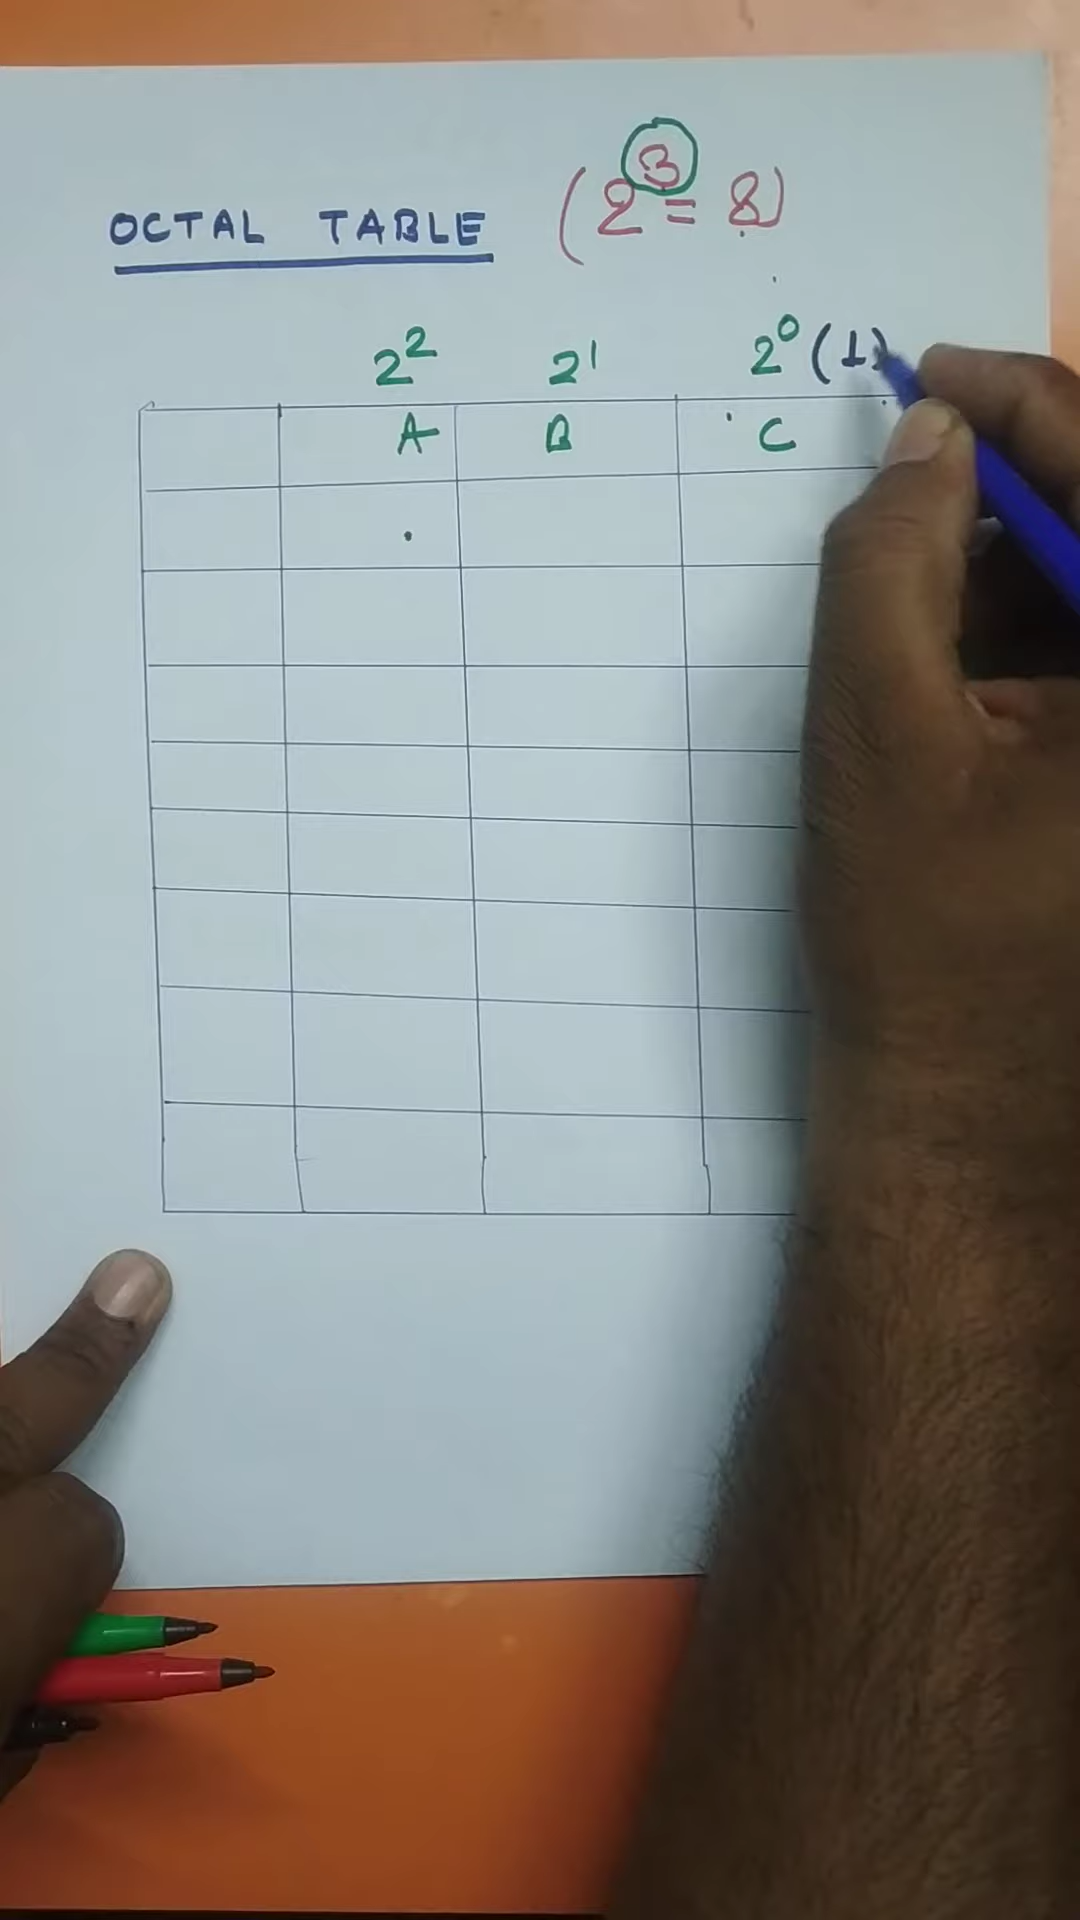 OCTAL TABLE (2³ = 8)
2² 2¹ 2⁰ (1)
A B C